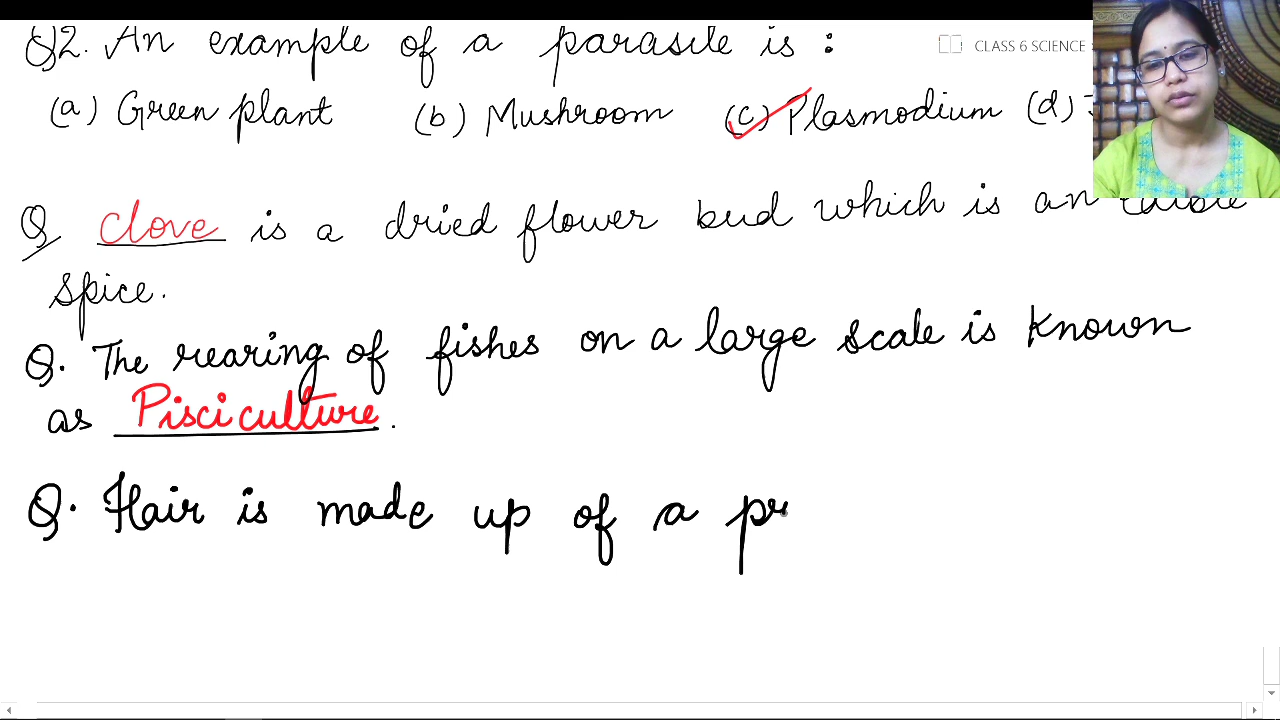 Q2. An example of a parasite is :
CLASS 6 SCIENCE
(a) Green plant (b) Mushroom (c) Plasmodium (d)
Q Clove is a dried flower bud which is an edible
spice.
Q. The rearing of fishes on a large scale is known
as Pisciculture.
Q. Hair is made up of a pr